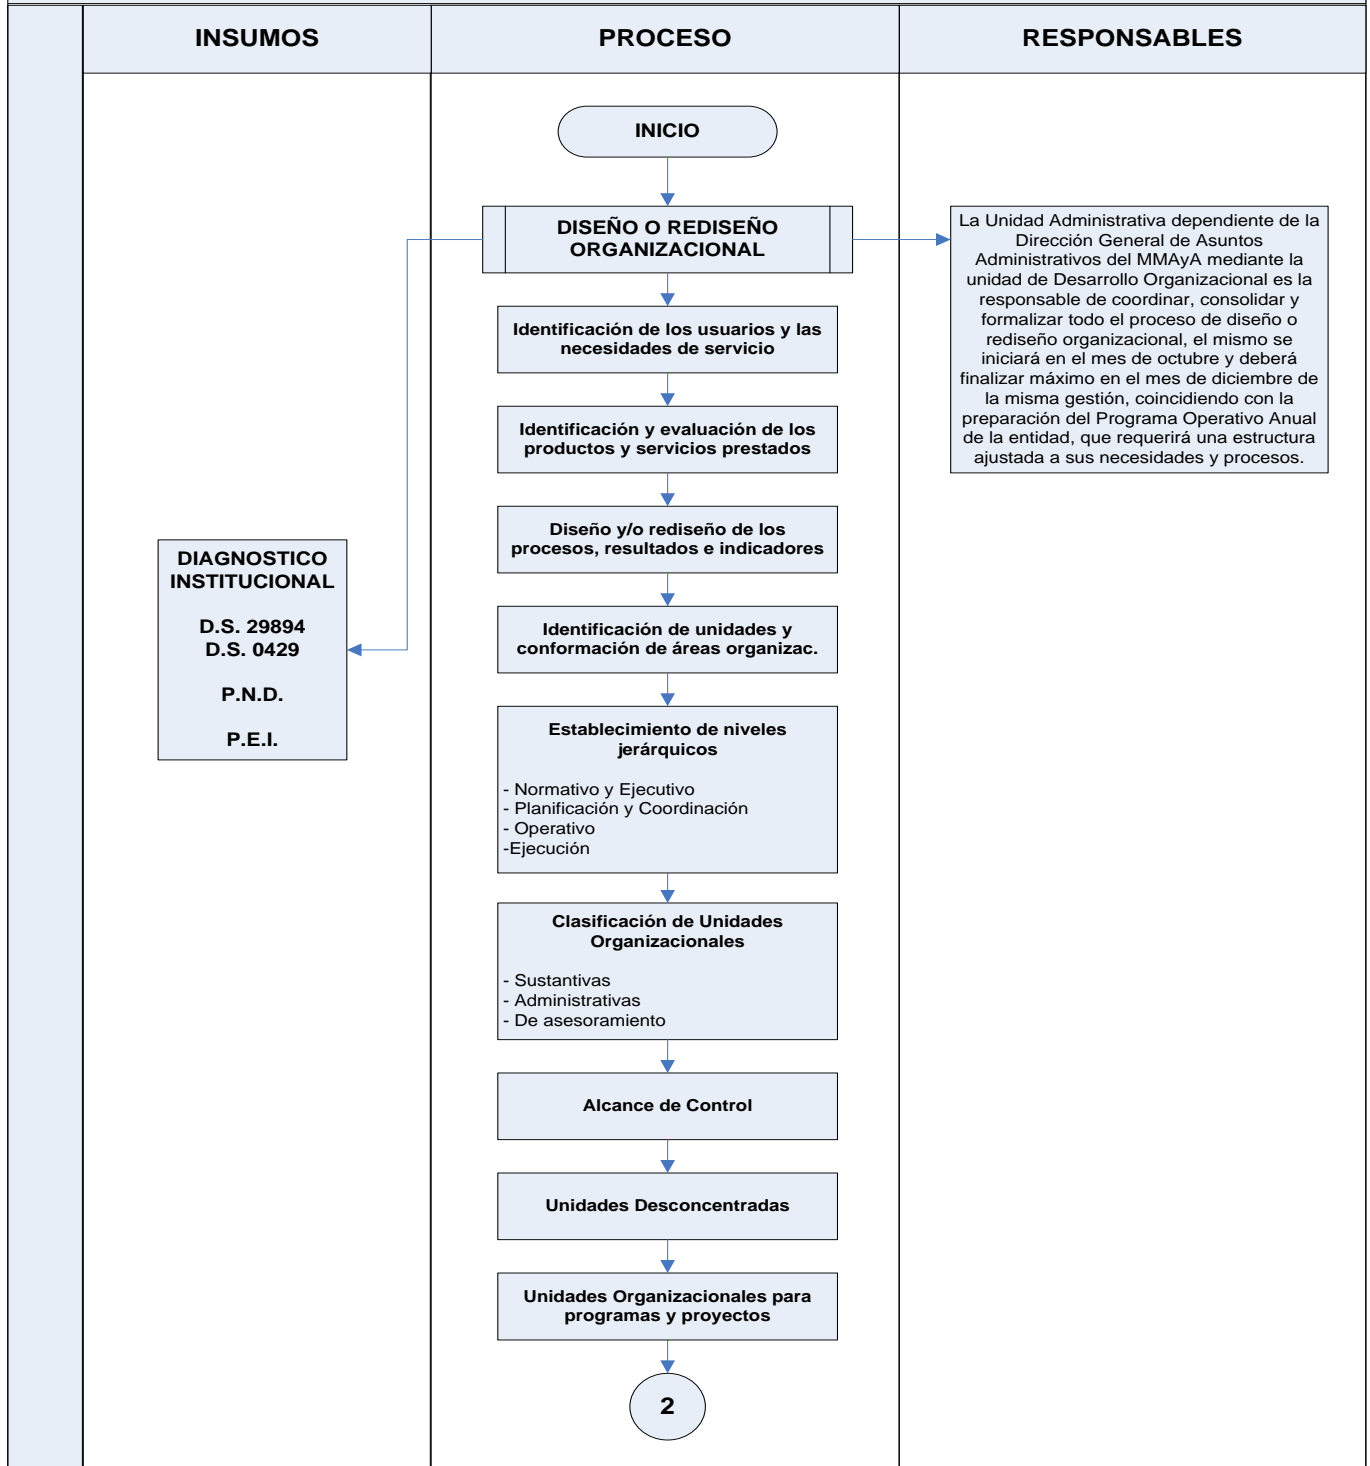 INSUMOS
PROCESO
RESPONSABLES
INICIO
DISEÑO O REDISEÑO
ORGANIZACIONAL
La Unidad Administrativa dependiente de la
Dirección General de Asuntos
Administrativos del MMAyA mediante la
unidad de Desarrollo Organizacional es la
responsable de coordinar, consolidar y
formalizar todo el proceso de diseño o
rediseño organizacional, el mismo se
iniciará en el mes de octubre y deberá
finalizar máximo en el mes de diciembre de
la misma gestión, coincidiendo con la
preparación del Programa Operativo Anual
de la entidad, que requerirá una estructura
ajustada a sus necesidades y procesos.
Identificación de los usuarios y las
necesidades de servicio
Identificación y evaluación de los
productos y servicios prestados
Diseño y/o rediseño de los
procesos, resultados e indicadores
DIAGNOSTICO
INSTITUCIONAL
D.S. 29894
D.S. 0429
P.N.D.
P.E.I.
Identificación de unidades y
conformación de áreas organizac.
Establecimiento de niveles
jerárquicos
- Normativo y Ejecutivo
- Planificación y Coordinación
- Operativo
-Ejecución
Clasificación de Unidades
Organizacionales
- Sustantivas
- Administrativas
- De asesoramiento
Alcance de Control
Unidades Desconcentradas
Unidades Organizacionales para
programas y proyectos
2